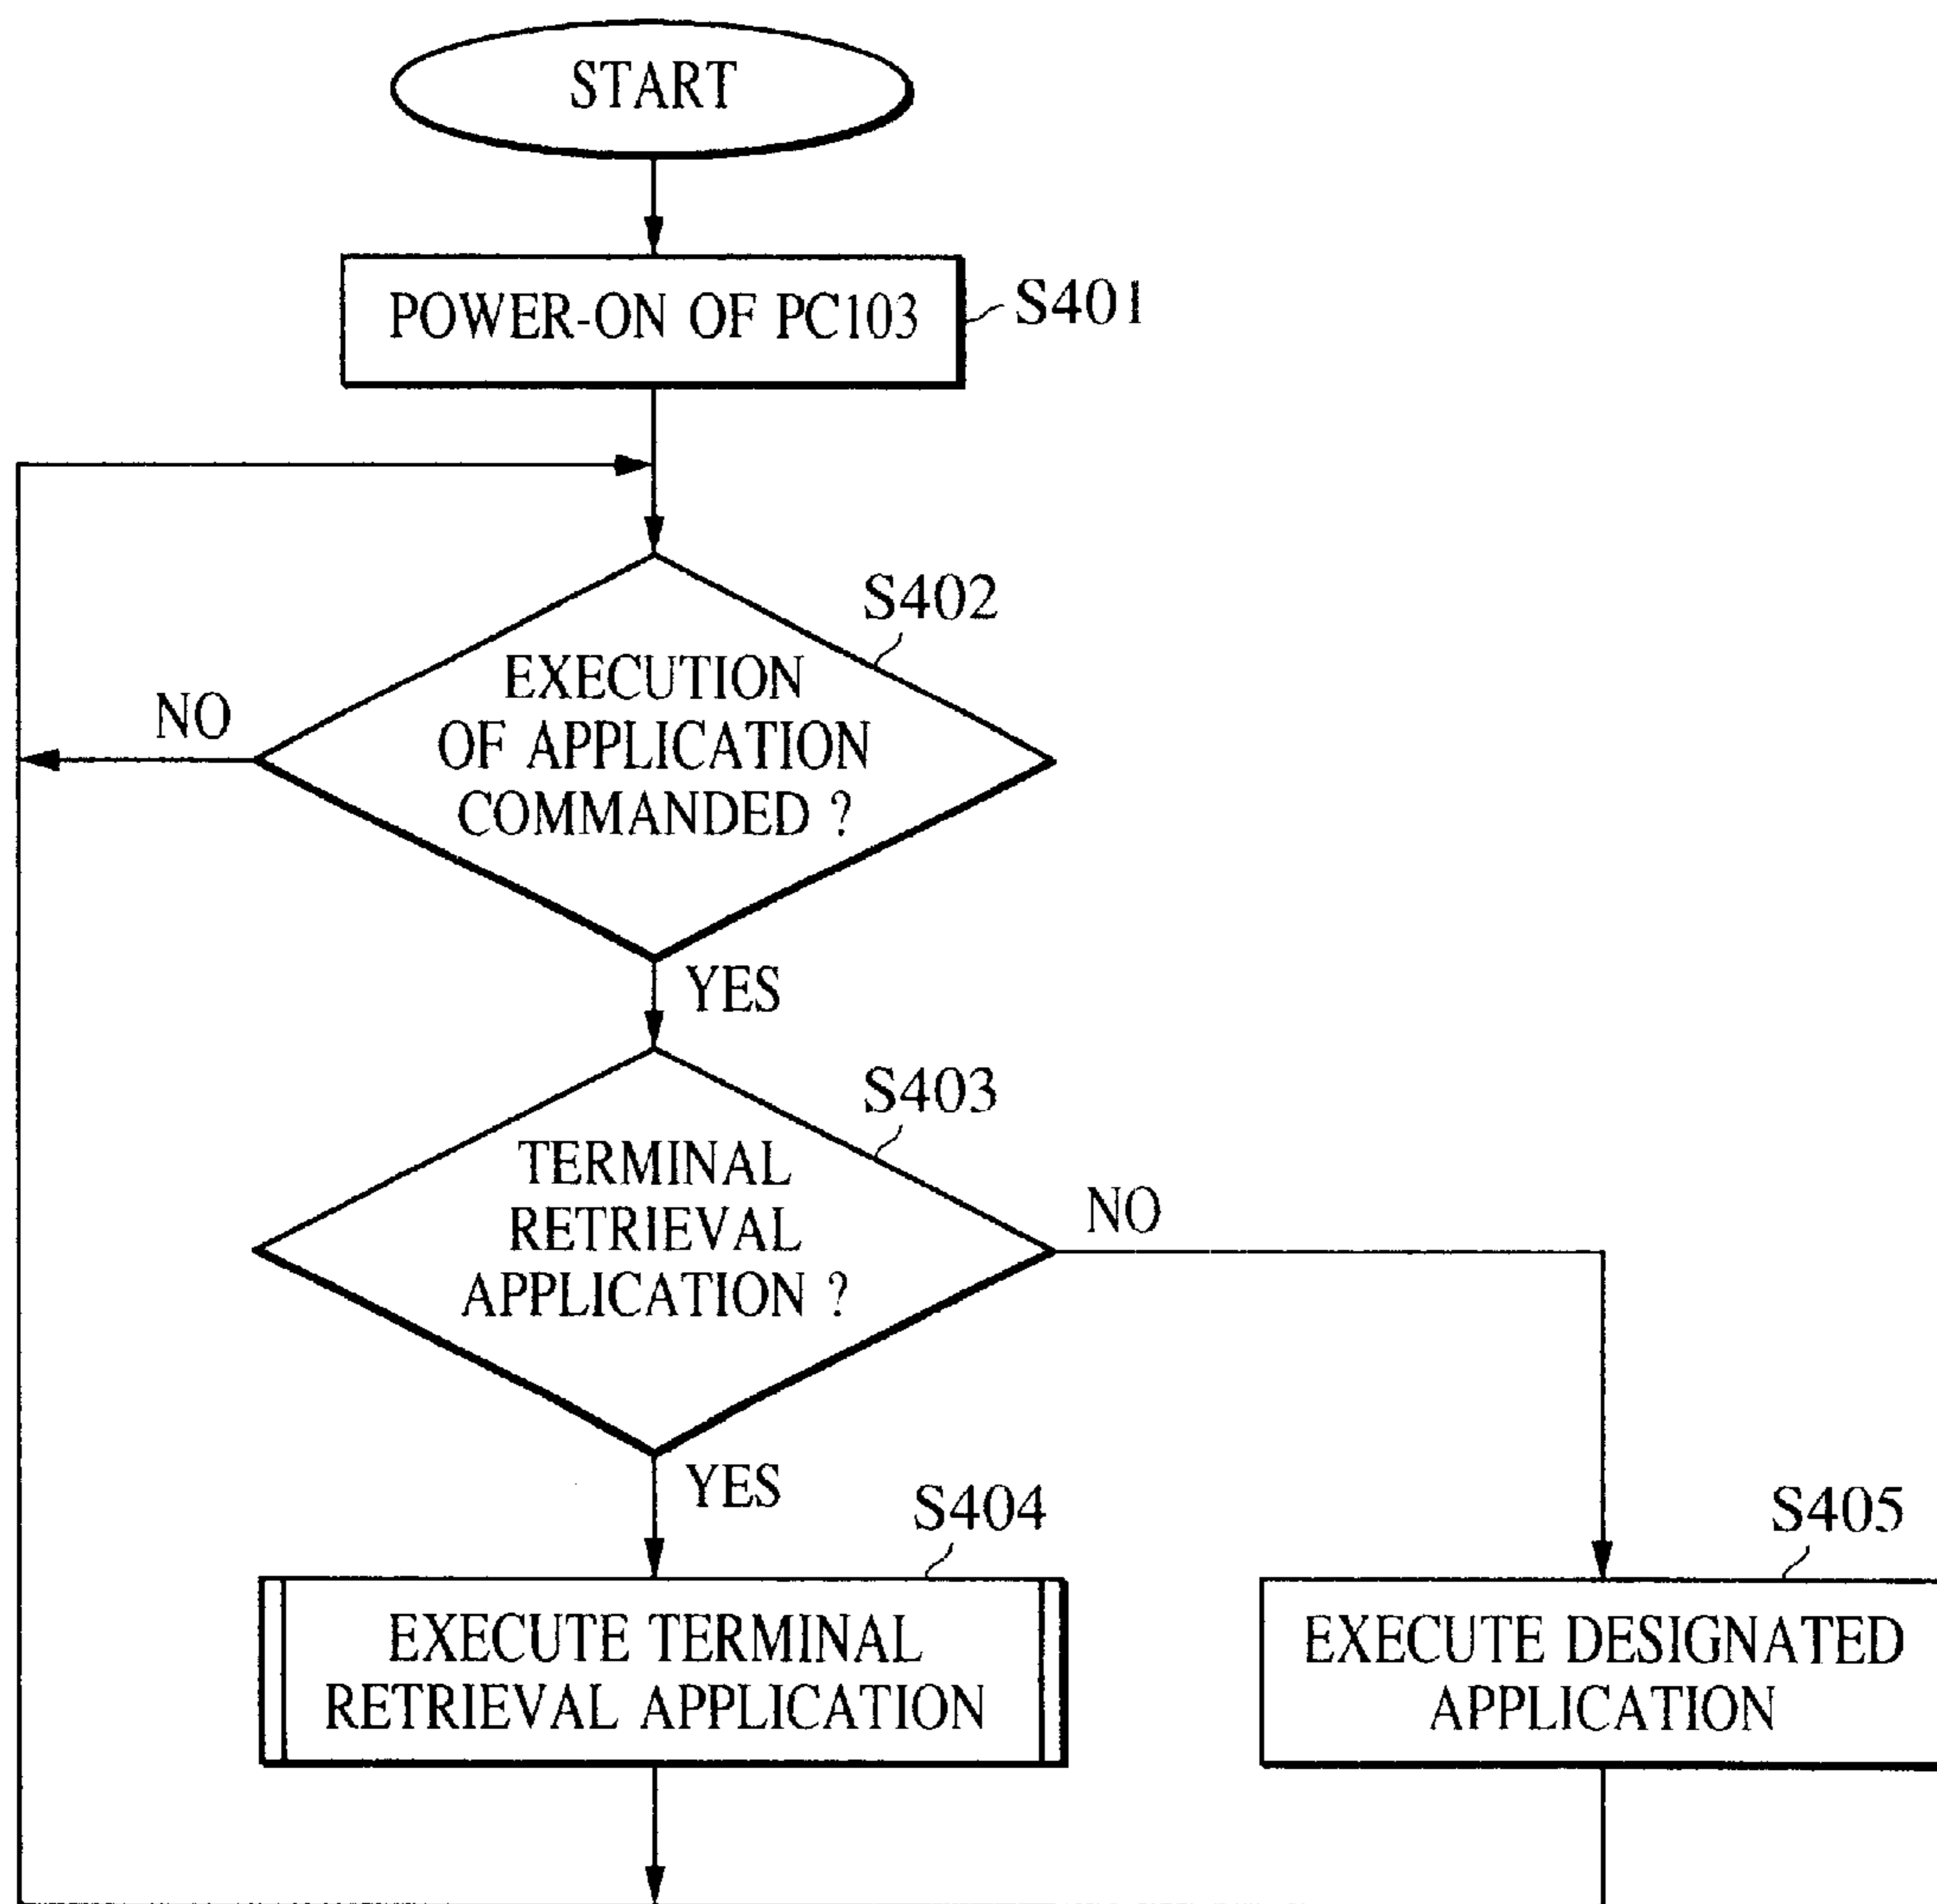 START
POWER-ON OF PC103
S401
S402
EXECUTION
OF APPLICATION
COMMANDED ?
NO
YES
S403
TERMINAL
RETRIEVAL
APPLICATION ?
NO
YES
S404
EXECUTE TERMINAL
RETRIEVAL APPLICATION
S405
EXECUTE DESIGNATED
APPLICATION